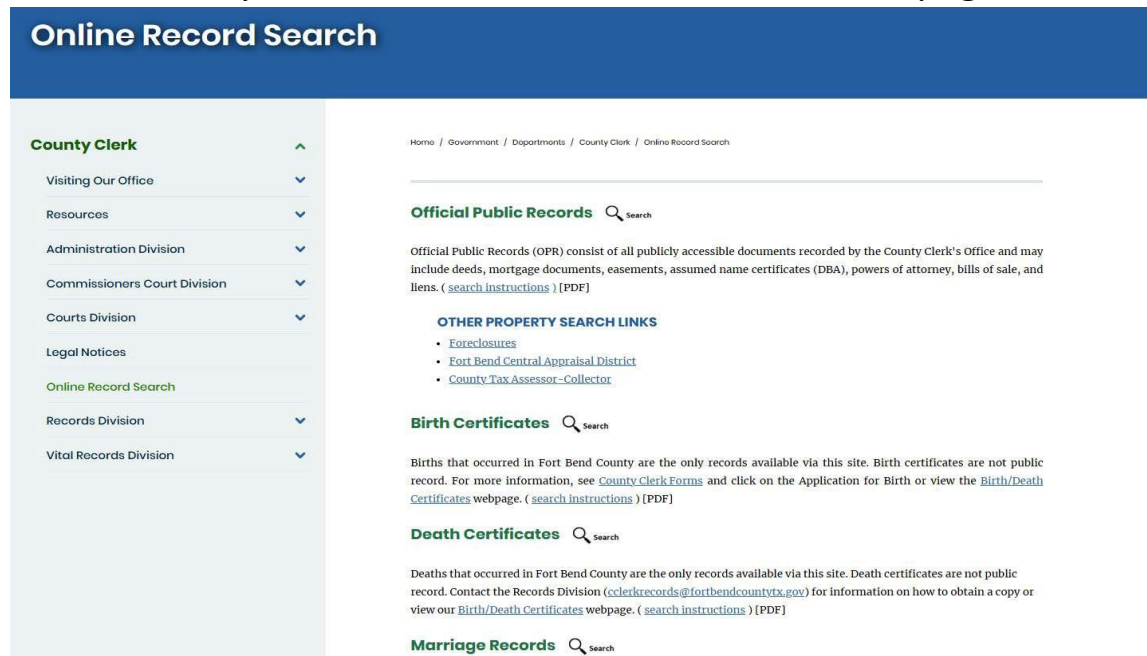 Online Record Search
County Clerk
Visiting Our Office
Resources
Administration Division
Commissioners Court Division
Courts Division
Legal Notices
Online Record Search
Records Division
Vital Records Division
Home / Government / Departments / County Clerk / Online Record Search
Official Public Records Search
Official Public Records (OPR) consist of all publicly accessible documents recorded by the County Clerk's Office and may
include deeds, mortgage documents, easements, assumed name certificates (DBA), powers of attorney, bills of sale, and
liens. ( search instructions ) [PDF]
OTHER PROPERTY SEARCH LINKS
• Foreclosures
• Fort Bend Central Appraisal District
• County Tax Assessor-Collector
Birth Certificates Search
Births that occurred in Fort Bend County are the only records available via this site. Birth certificates are not public
record. For more information, see County Clerk Forms and click on the Application for Birth or view the Birth/Death
Certificates webpage. ( search instructions ) [PDF]
Death Certificates Search
Deaths that occurred in Fort Bend County are the only records available via this site. Death certificates are not public
record. Contact the Records Division (cclerkrecords@fortbendcountytx.gov) for information on how to obtain a copy or
view our Birth/Death Certificates webpage. ( search instructions ) [PDF]
Marriage Records Search